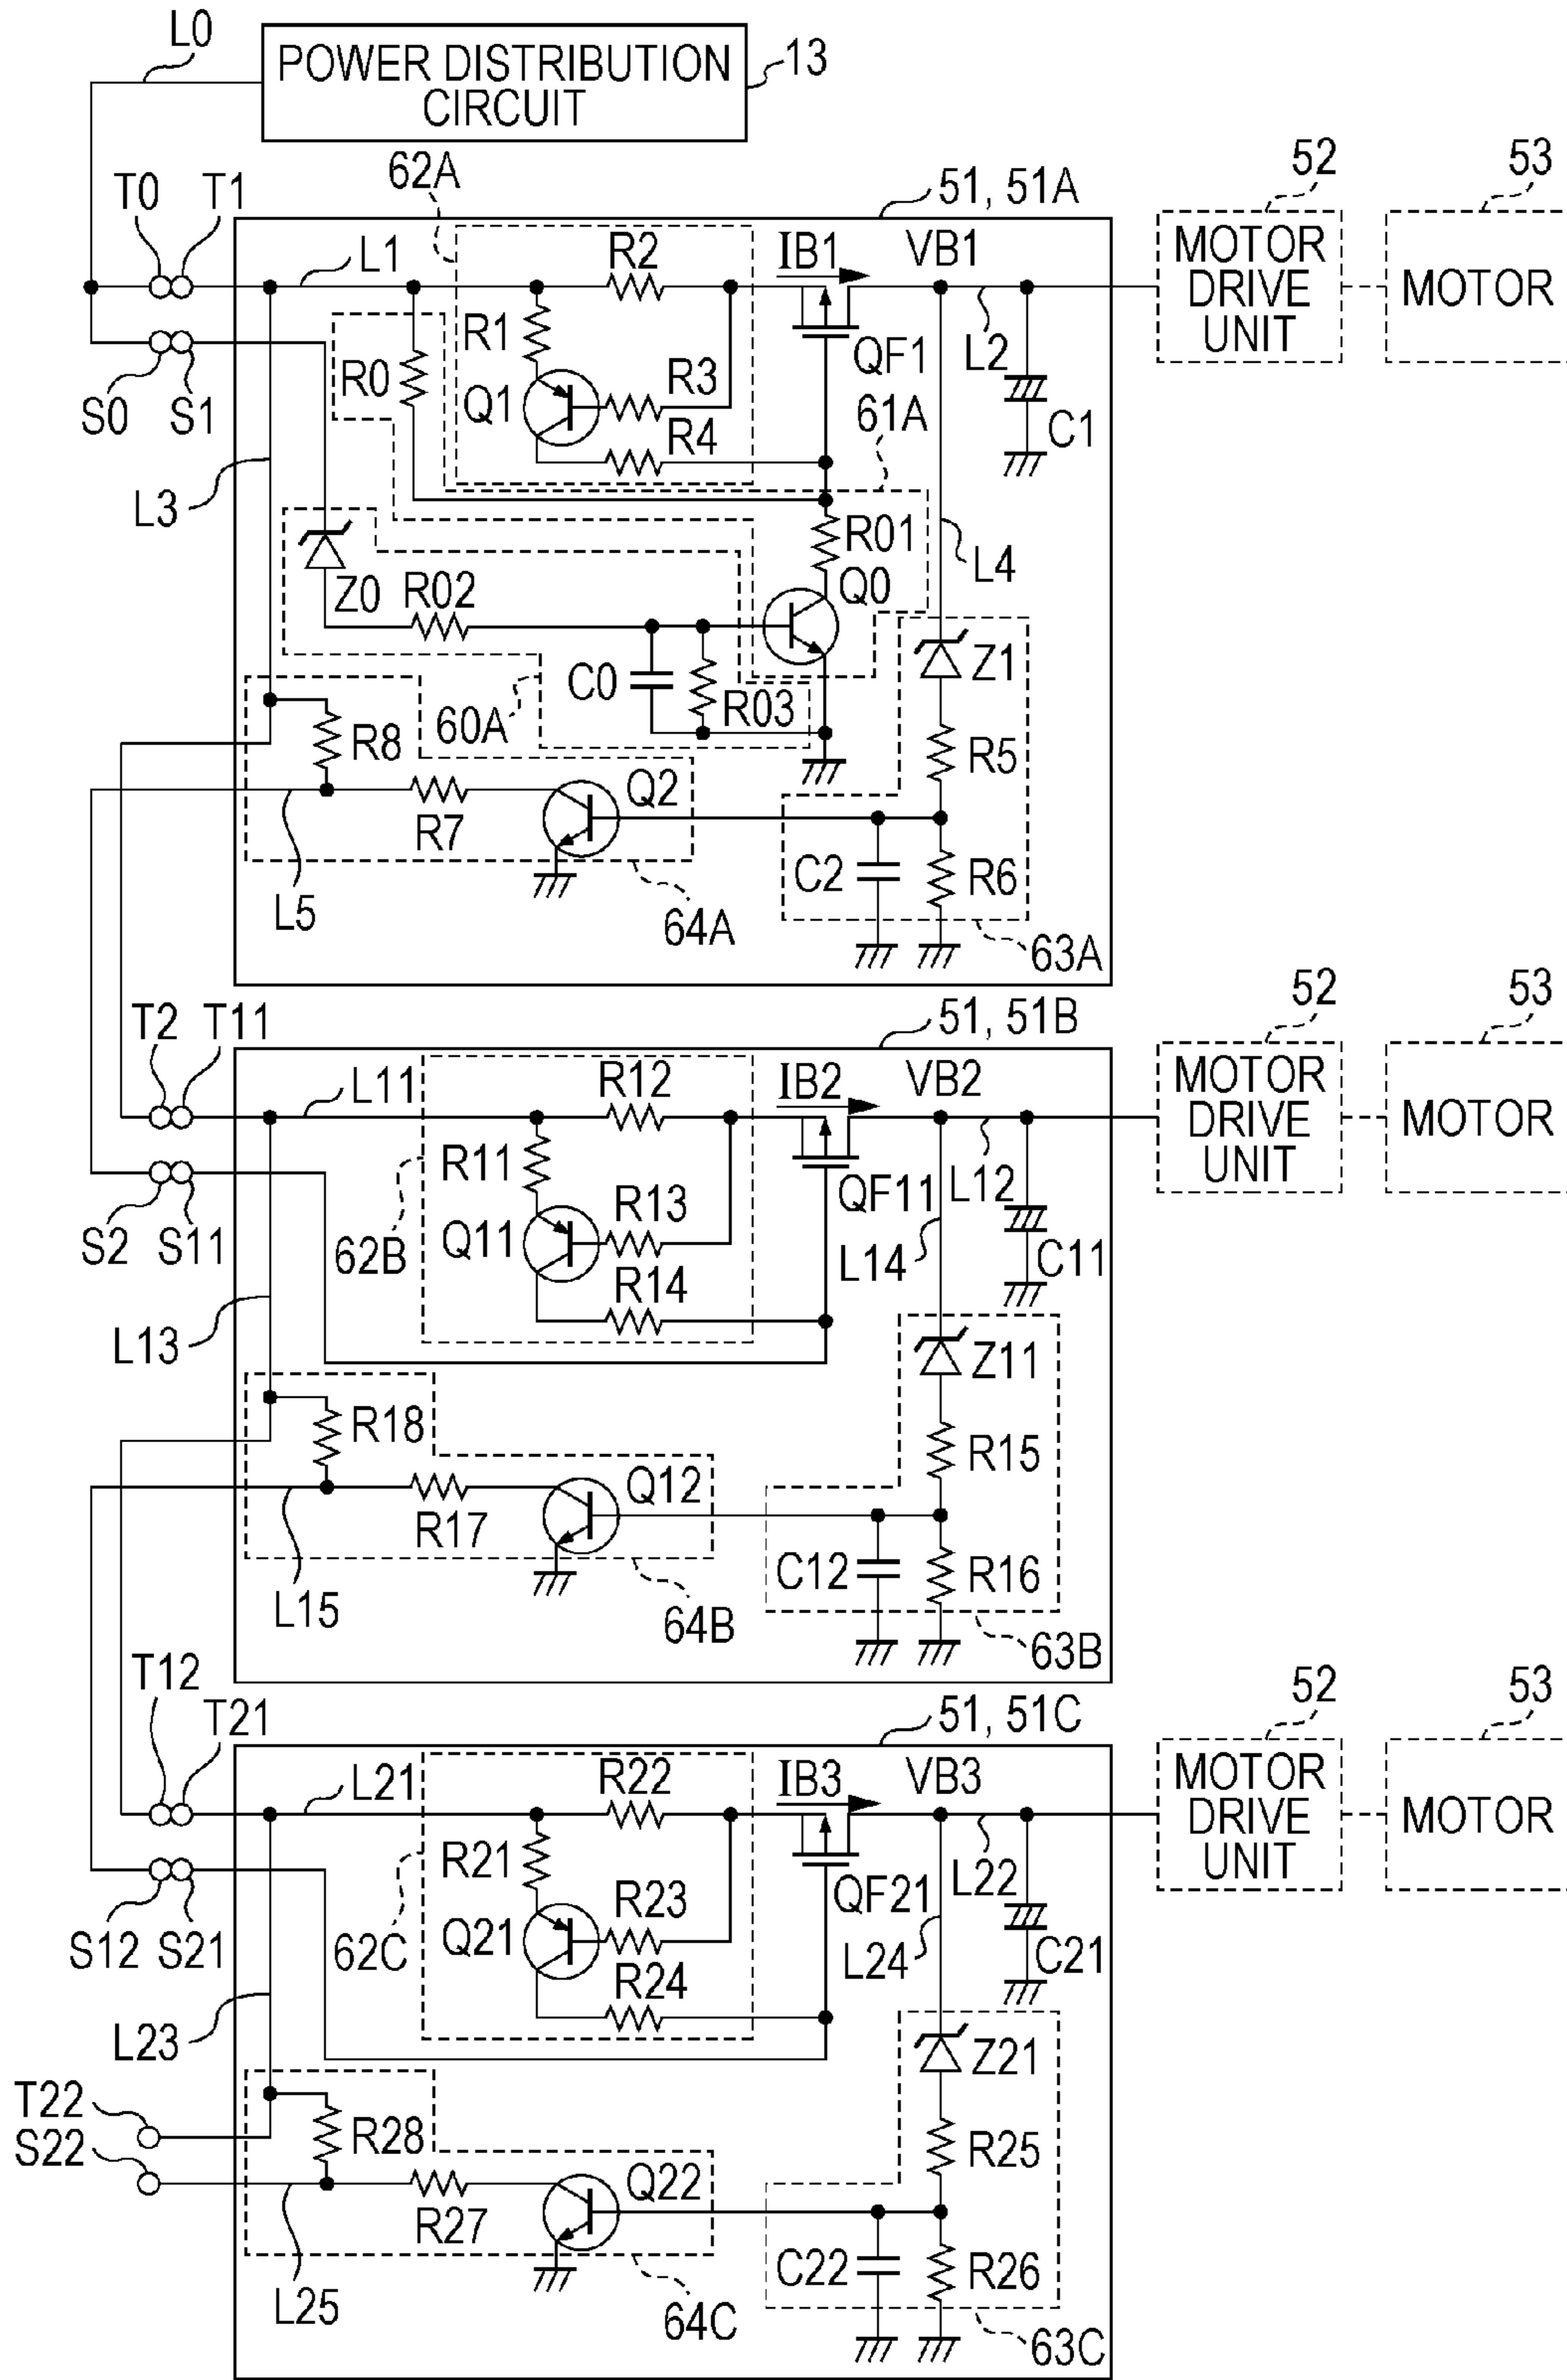 L0
POWER DISTRIBUTION
CIRCUIT
13
62A
T0 T1
51, 51A
52
53
L1
R2
IB1
VB1
MOTOR
DRIVE
UNIT
MOTOR
R1
R0
Q1
R3
R4
QF1
L2
S0 S1
61A
C1
L3
R01
Z0
R02
Q0
L4
Z1
C0
R03
60A
R8
R5
Q2
R7
C2
R6
L5
64A
63A
T2 T11
51, 51B
52
53
L11
R12
IB2
VB2
MOTOR
DRIVE
UNIT
MOTOR
R11
QF11
L12
R13
Q11
S2 S11
62B
R14
L14
C11
L13
Z11
R18
R15
Q12
R17
C12
R16
L15
64B
63B
T12
T21
51, 51C
52
53
L21
R22
IB3
VB3
MOTOR
DRIVE
UNIT
MOTOR
R21
QF21
L22
R23
Q21
S12 S21
62C
R24
L24
C21
L23
Z21
T22
S22
R28
R25
Q22
R27
C22
R26
L25
64C
63C